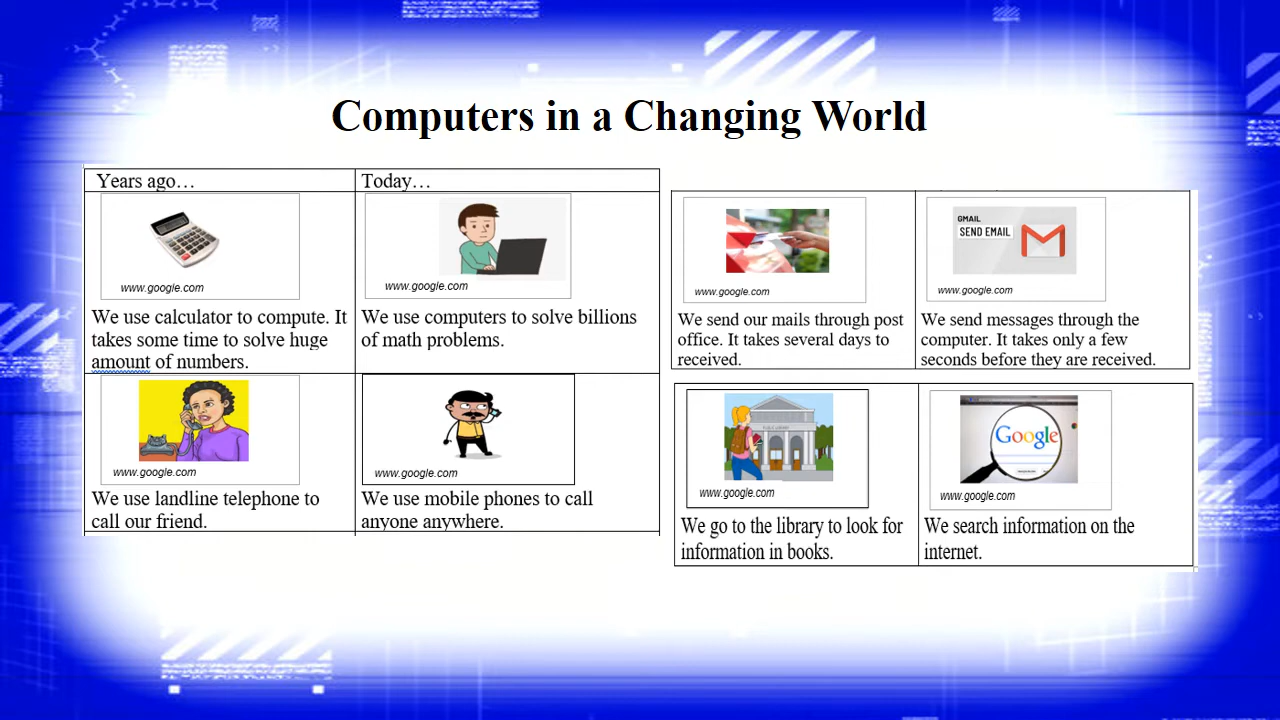 Computers in a Changing World
Years ago…
Today…
www.google.com
www.google.com
We use calculator to compute. It
takes some time to solve huge
amount of numbers.
We use computers to solve billions
of math problems.
www.google.com
www.google.com
We use landline telephone to
call our friend.
We use mobile phones to call
anyone anywhere.
www.google.com
GMAIL
SEND EMAIL
www.google.com
We send our mails through post
office. It takes several days to
received.
We send messages through the
computer. It takes only a few
seconds before they are received.
www.google.com
Google
www.google.com
We go to the library to look for
information in books.
We search information on the
internet.